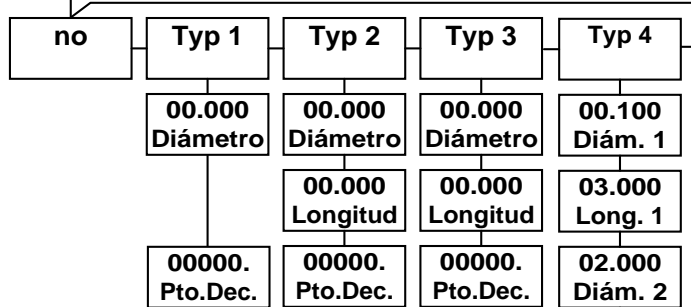 no
Typ 1
Typ 2
Typ 3
Typ 4
00.000
Diámetro
00.000
Diámetro
00.000
Diámetro
00.100
Diám. 1
00.000
Longitud
00.000
Longitud
03.000
Long. 1
00000.
Pto.Dec.
00000.
Pto.Dec.
00000.
Pto.Dec.
02.000
Diám. 2